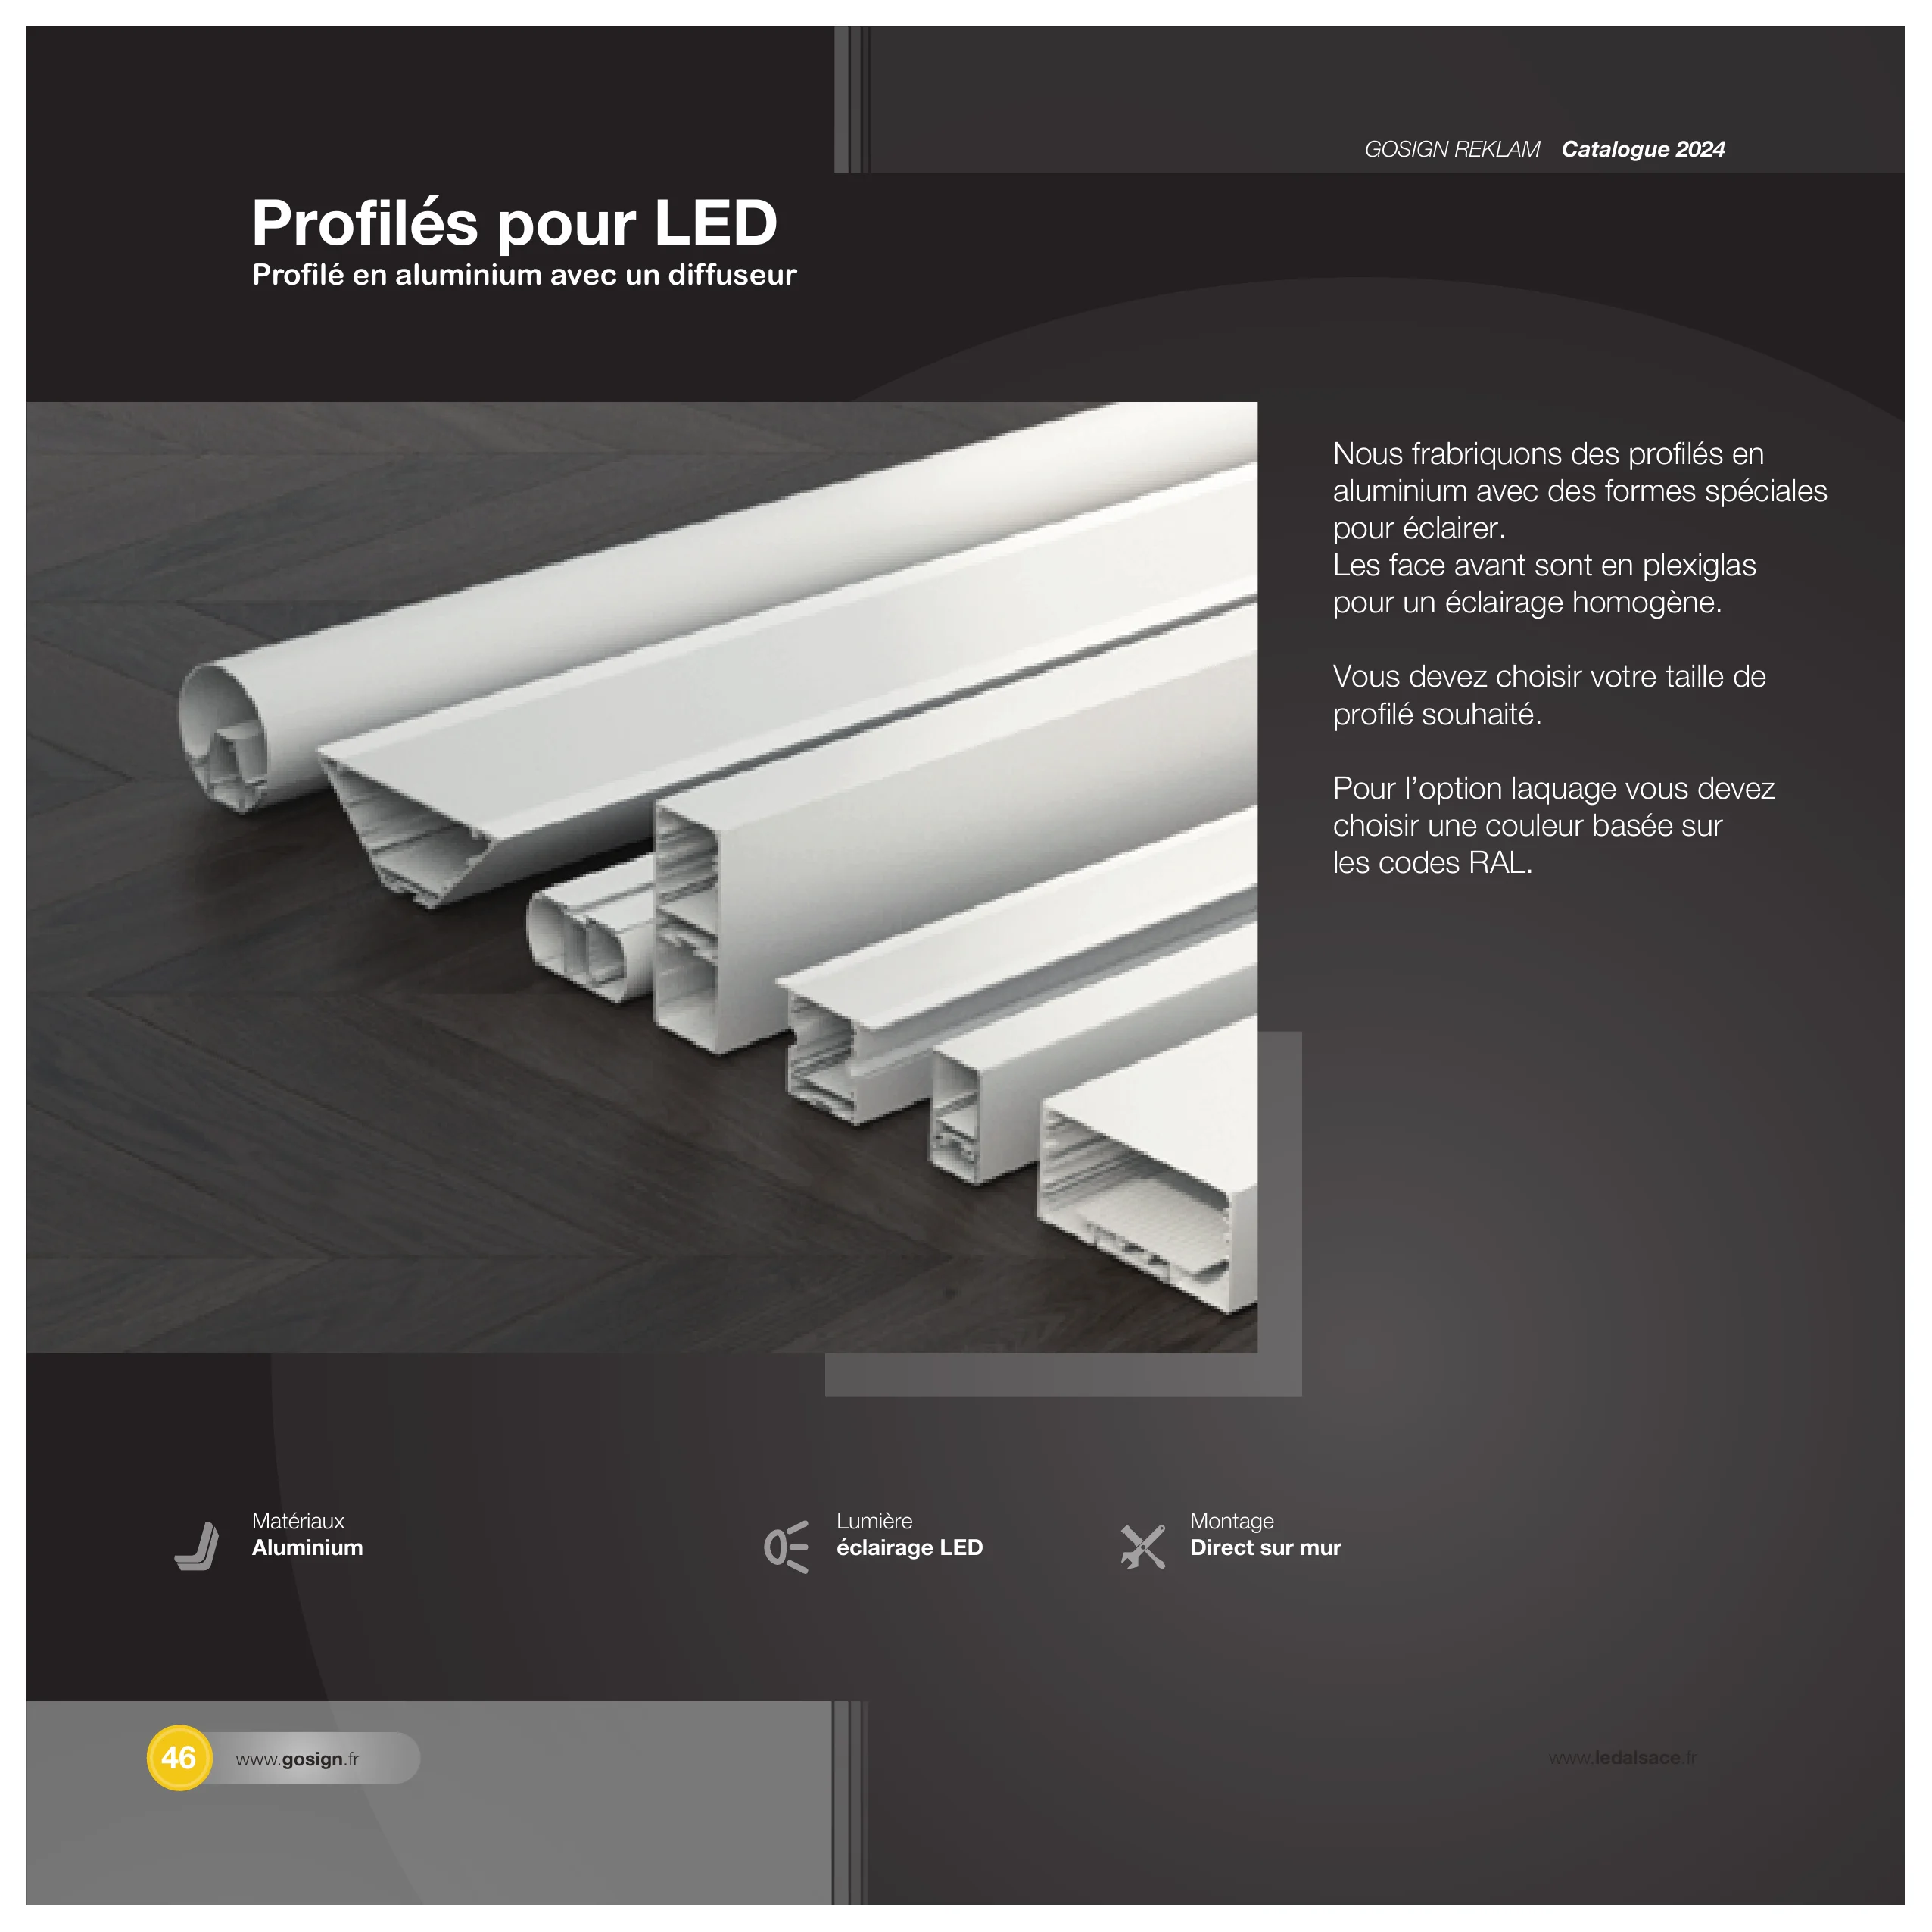 GOSIGN REKLAM Catalogue 2024
Profilés pour LED
Profilé en aluminium avec un diffuseur
Nous frabriquons des profilés en
aluminium avec des formes spéciales
pour éclairer.
Les face avant sont en plexiglas
pour un éclairage homogène.
Vous devez choisir votre taille de
profilé souhaité.
Pour l’option laquage vous devez
choisir une couleur basée sur
les codes RAL.
Matériaux
Aluminium
Lumière
éclairage LED
Montage
Direct sur mur
46 www.gosign.fr
www.ledalsace.fr